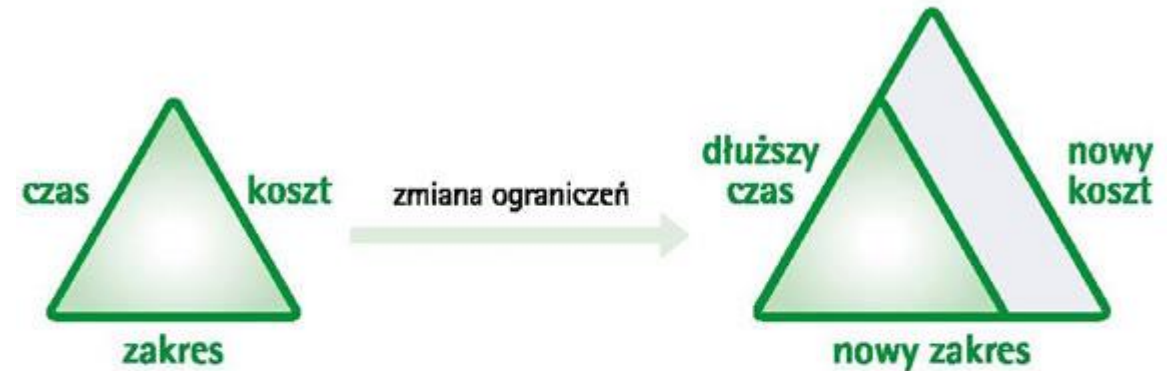 czas
koszt
zakres
zmiana ograniczeń
dłuższy
czas
nowy
koszt
nowy zakres